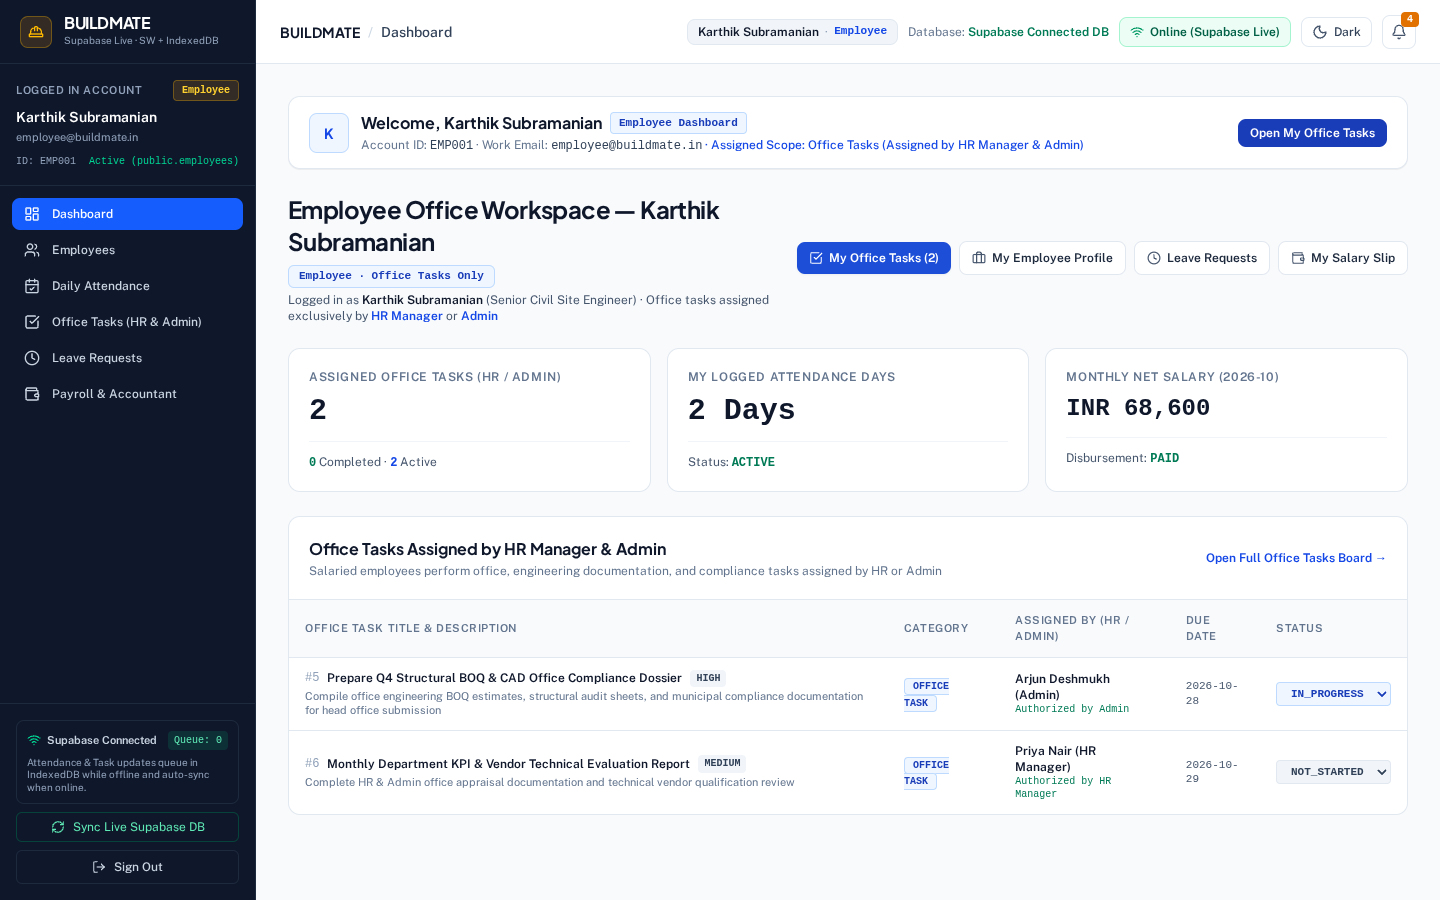 BUILDMATE
Supabase Live · SW + IndexedDB
LOGGED IN ACCOUNT
Employee
Karthik Subramanian
employee@buildmate.in
ID: EMP001 Active (public.employees)
Dashboard
Employees
Daily Attendance
Office Tasks (HR & Admin)
Leave Requests
Payroll & Accountant
Supabase Connected Queue: 0
Attendance & Task updates queue in
IndexedDB while offline and auto-sync
when online.
Sync Live Supabase DB
Sign Out
BUILDMATE / Dashboard
Karthik Subramanian · Employee
Database: Supabase Connected DB
Online (Supabase Live)
Dark
4
K
Welcome, Karthik Subramanian Employee Dashboard
Account ID: EMP001 · Work Email: employee@buildmate.in · Assigned Scope: Office Tasks (Assigned by HR Manager & Admin)
Open My Office Tasks
Employee Office Workspace — Karthik
Subramanian
Employee · Office Tasks Only
Logged in as Karthik Subramanian (Senior Civil Site Engineer) · Office tasks assigned
exclusively by HR Manager or Admin
My Office Tasks (2)
My Employee Profile
Leave Requests
My Salary Slip
ASSIGNED OFFICE TASKS (HR / ADMIN)
2
0 Completed · 2 Active
MY LOGGED ATTENDANCE DAYS
2 Days
Status: ACTIVE
MONTHLY NET SALARY (2026-10)
INR 68,600
Disbursement: PAID
Office Tasks Assigned by HR Manager & Admin
Salaried employees perform office, engineering documentation, and compliance tasks assigned by HR or Admin
Open Full Office Tasks Board →
OFFICE TASK TITLE & DESCRIPTION
CATEGORY
ASSIGNED BY (HR /
ADMIN)
DUE
DATE
STATUS
#5 Prepare Q4 Structural BOQ & CAD Office Compliance Dossier HIGH
Compile office engineering BOQ estimates, structural audit sheets, and municipal compliance documentation
for head office submission
OFFICE
TASK
Arjun Deshmukh
(Admin)
Authorized by Admin
2026-10-
28
IN_PROGRESS
#6 Monthly Department KPI & Vendor Technical Evaluation Report MEDIUM
Complete HR & Admin office appraisal documentation and technical vendor qualification review
OFFICE
TASK
Priya Nair (HR
Manager)
Authorized by HR
Manager
2026-10-
29
NOT_STARTED